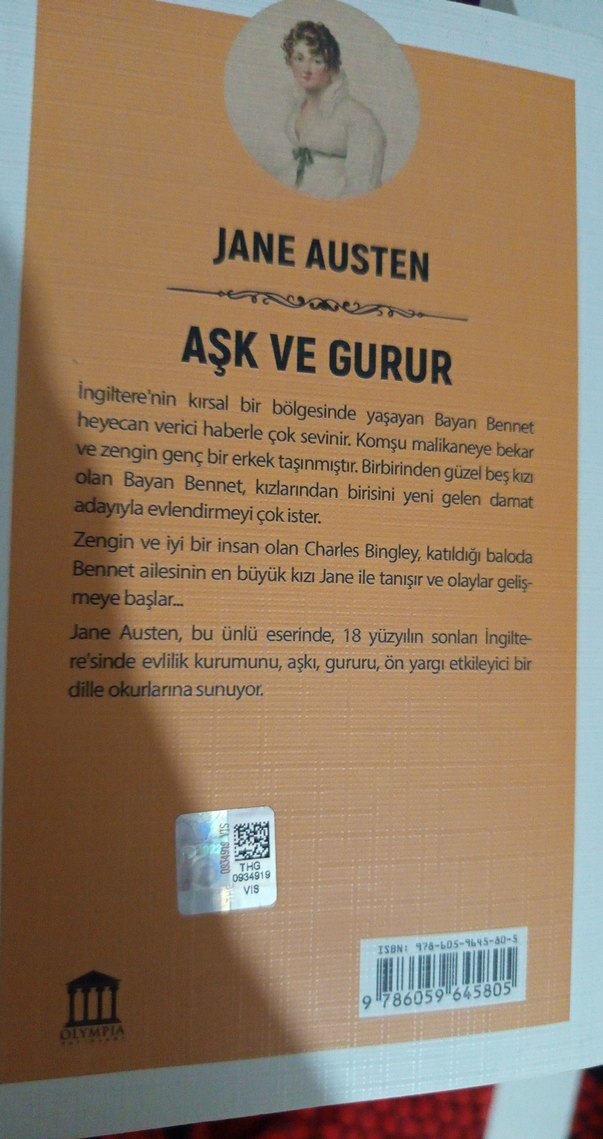 JANE AUSTEN
AŞK VE GURUR
İngiltere'nin kırsal bir bölgesinde yaşayan Bayan Bennet
heyecan verici haberle çok sevinir. Komşu malikaneye bekar
ve zengin genç bir erkek taşınmıştır. Birbirinden güzel beş kızı
olan Bayan Bennet, kızlarından birisini yeni gelen damat
adayıyla evlendirmeyi çok ister.
Zengin ve iyi bir insan olan Charles Bingley, katıldığı baloda
Bennet ailesinin en büyük kızı Jane ile tanışır ve olaylar geliş-
meye başlar...
Jane Austen, bu ünlü eserinde, 18 yüzyılın sonları İngilte-
re'sinde evlilik kurumunu, aşkı, gururu, ön yargı etkileyici bir
dille okurlarına sunuyor.
0934919 VIS
THG
0934919
VIS
ISBN: 978-605-9645-80-5
9 786059 645805
OLYMPIA